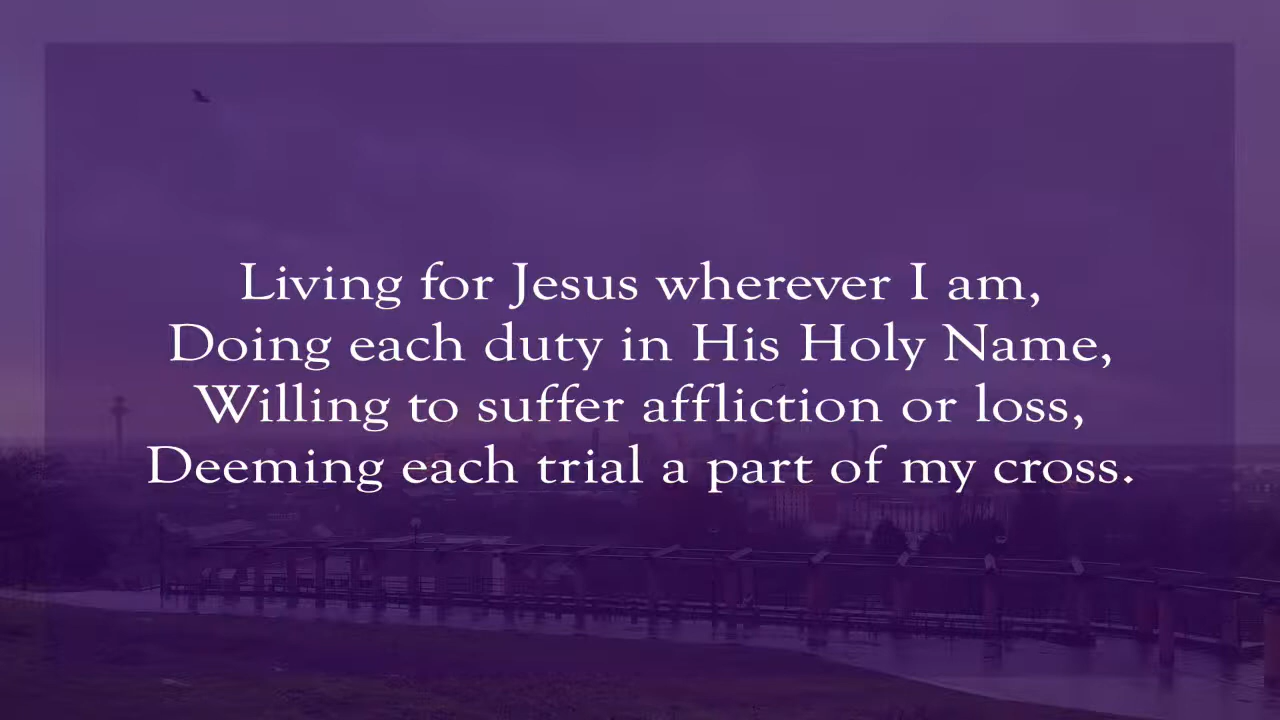 Living for Jesus wherever I am,
Doing each duty in His Holy Name,
Willing to suffer affliction or loss,
Deeming each trial a part of my cross.